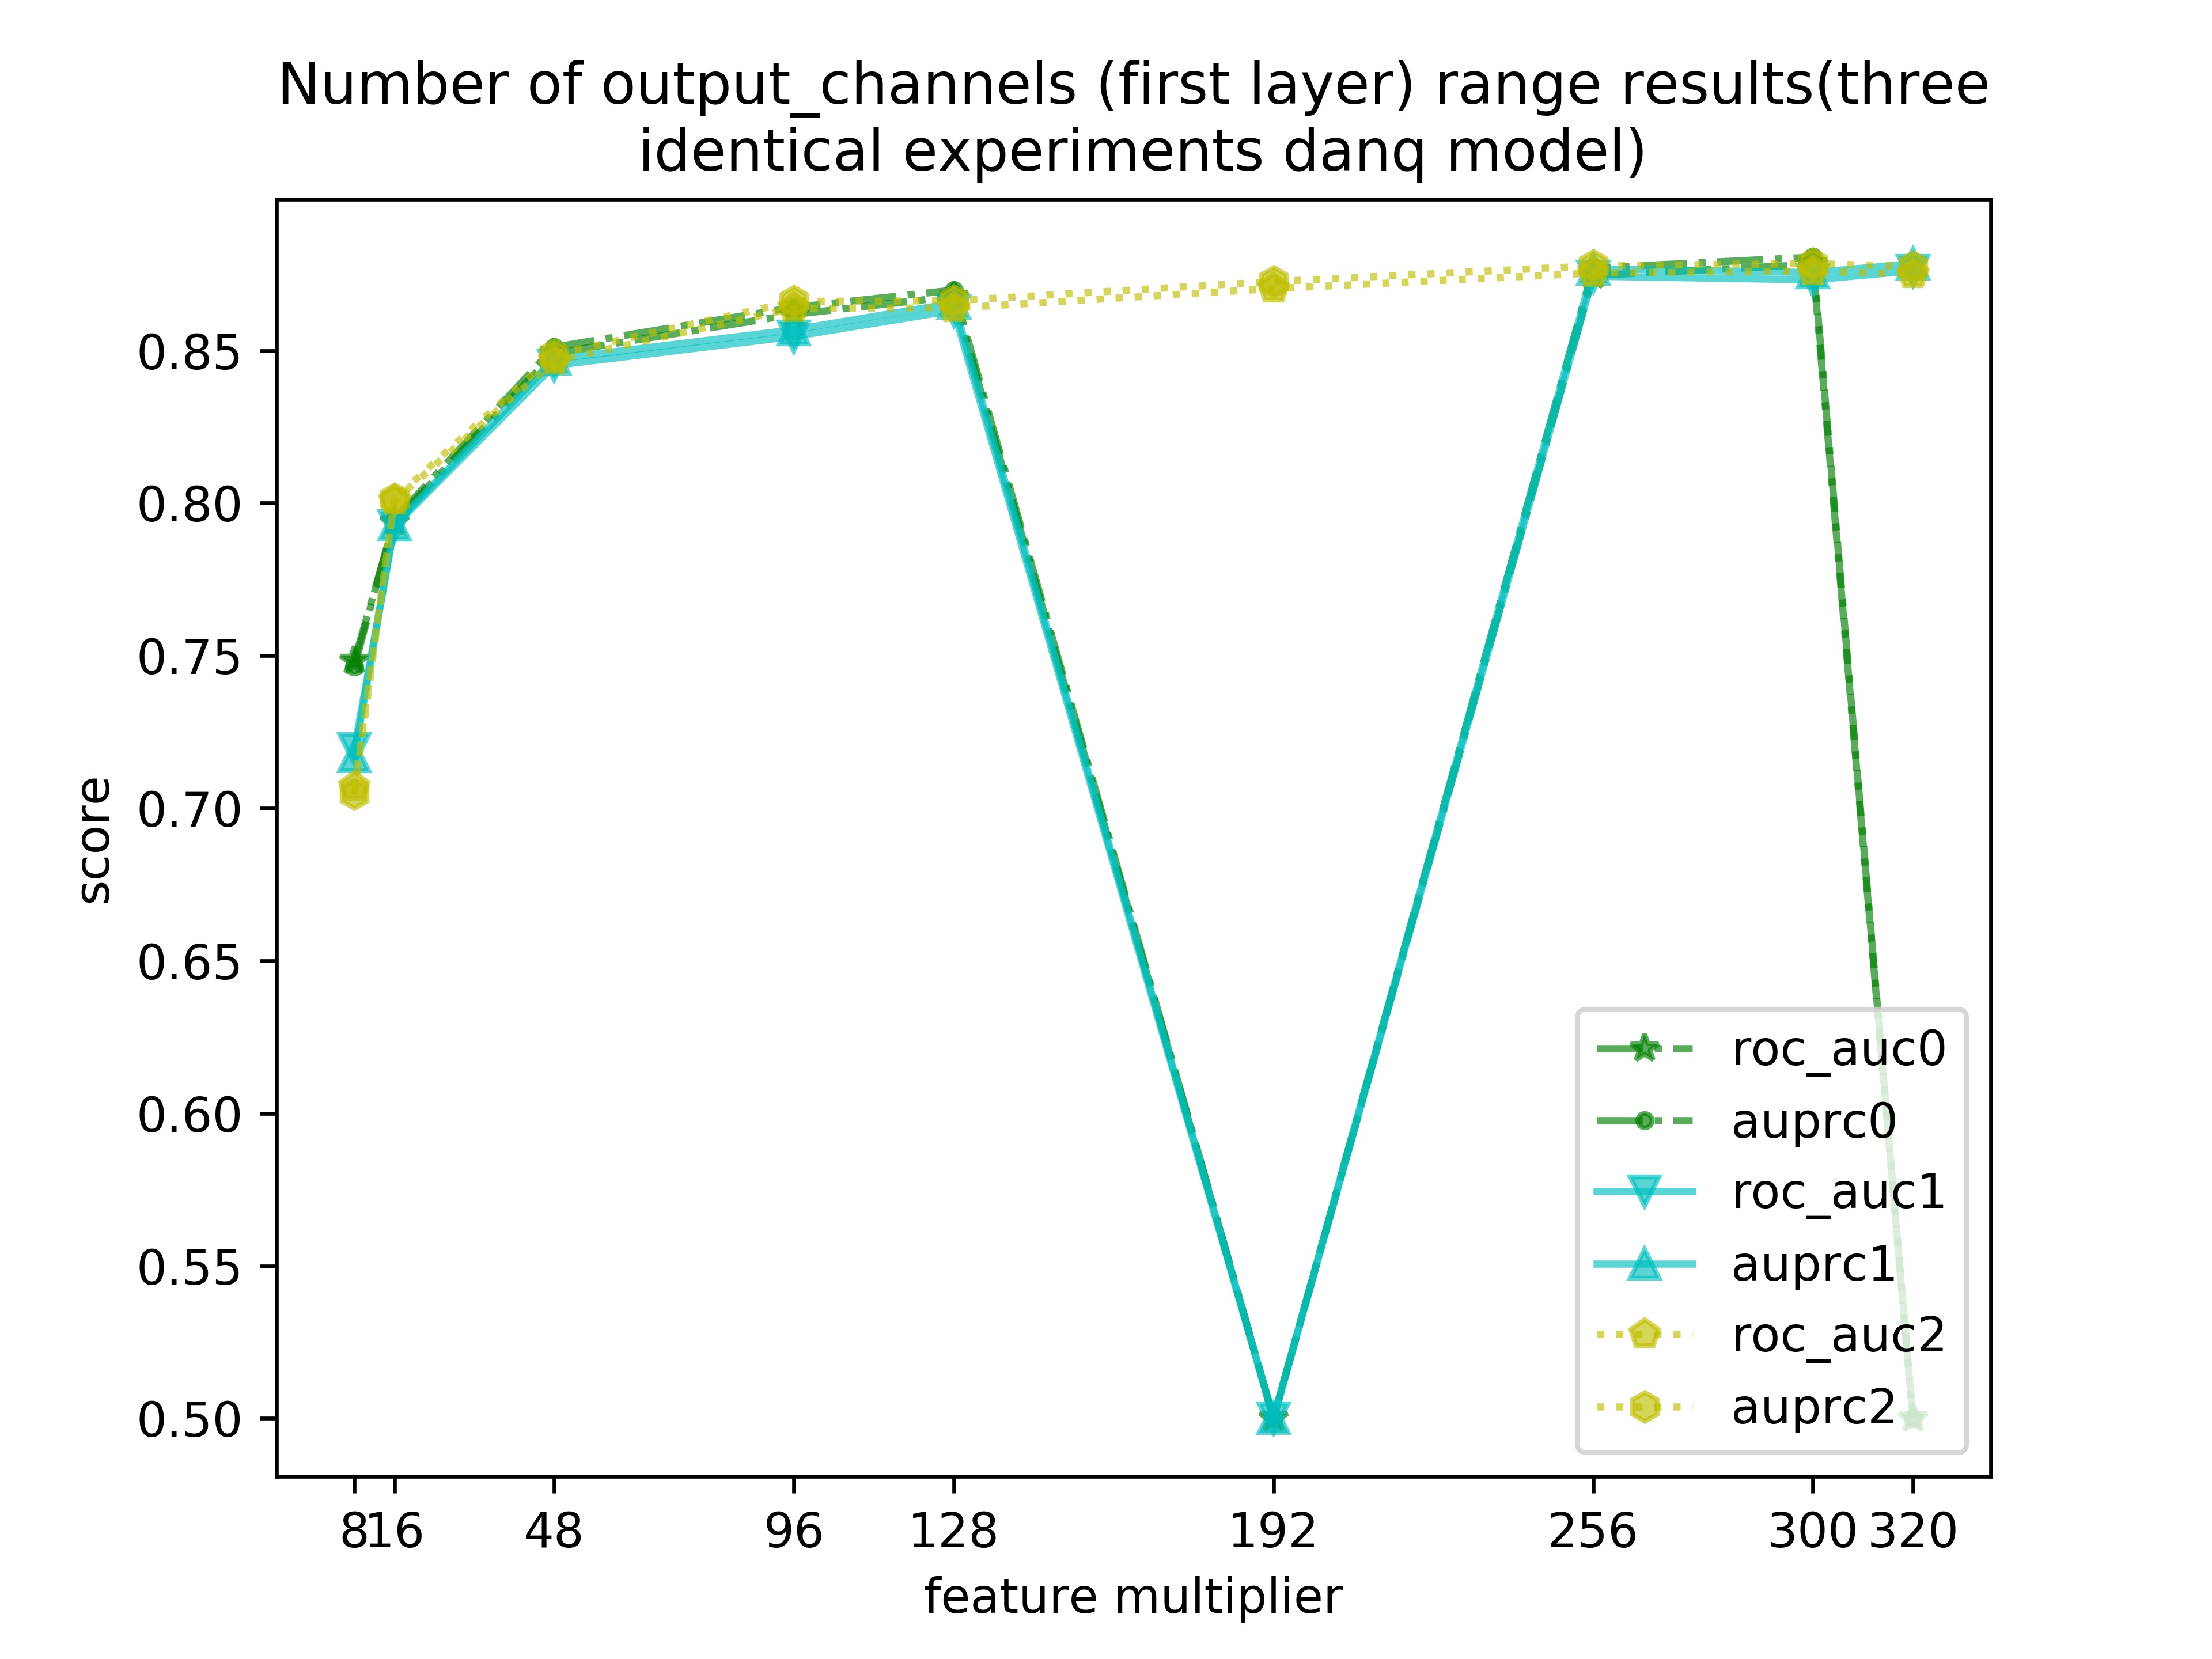 Number of output_channels (first layer) range results(three
identical experiments danq model)
score
0.85
0.80
0.75
0.70
0.65
0.60
0.55
0.50
roc_auc0
auprc0
roc_auc1
auprc1
roc_auc2
auprc2
8 16 48 96 128 192 256 300 320
feature multiplier